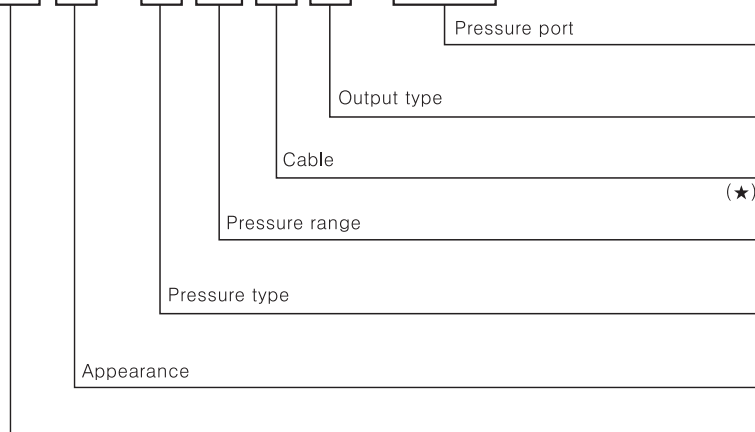 Pressure port
Output type
Cable
(★)
Pressure range
Pressure type
Appearance